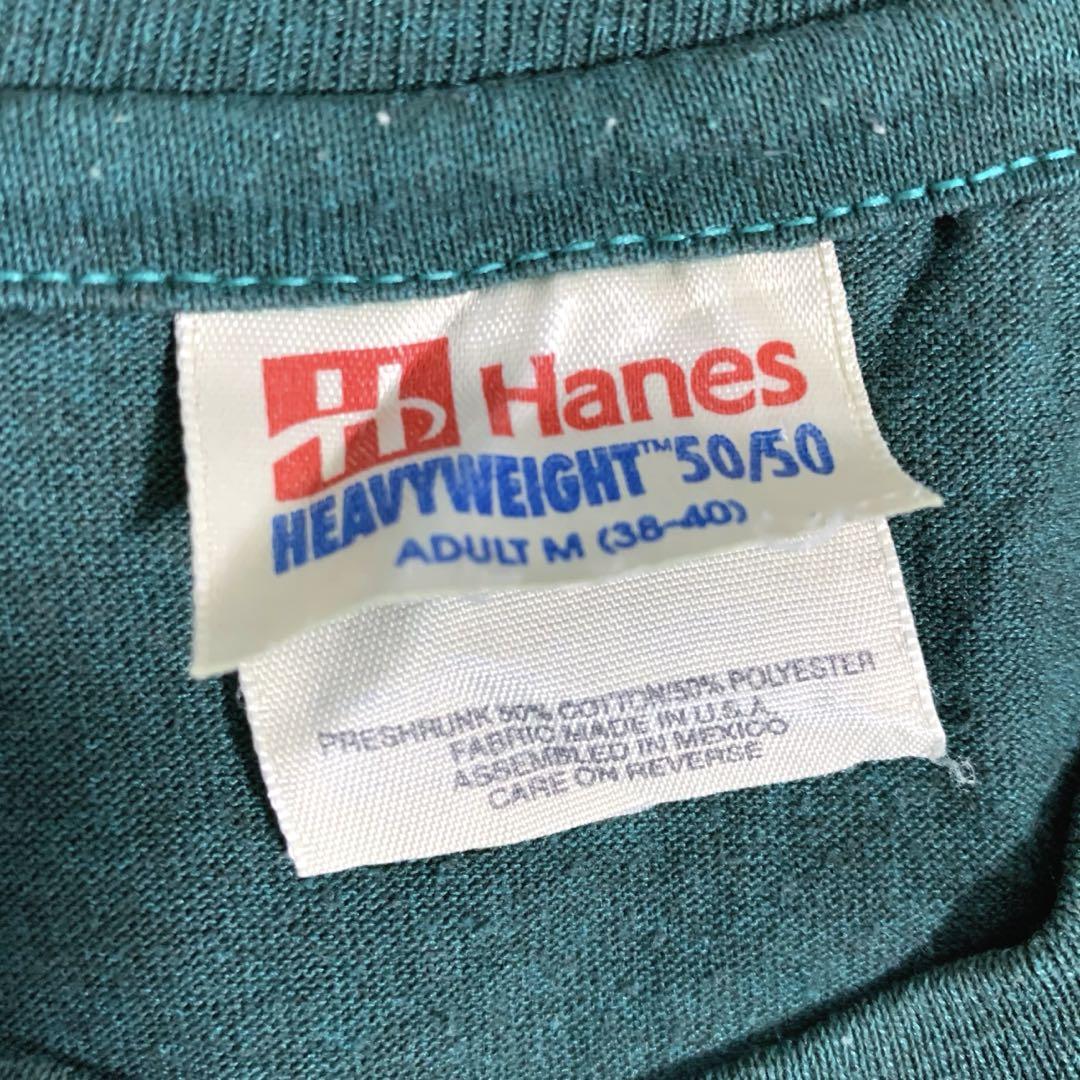 Hanes
HEAVYWEIGHT™ 50/50
ADULT M (38-40)
PRESHRUNK 50% COTTON/50% POLYESTER
FABRIC MADE IN U.S.A.
ASSEMBLED IN MEXICO
CARE ON REVERSE